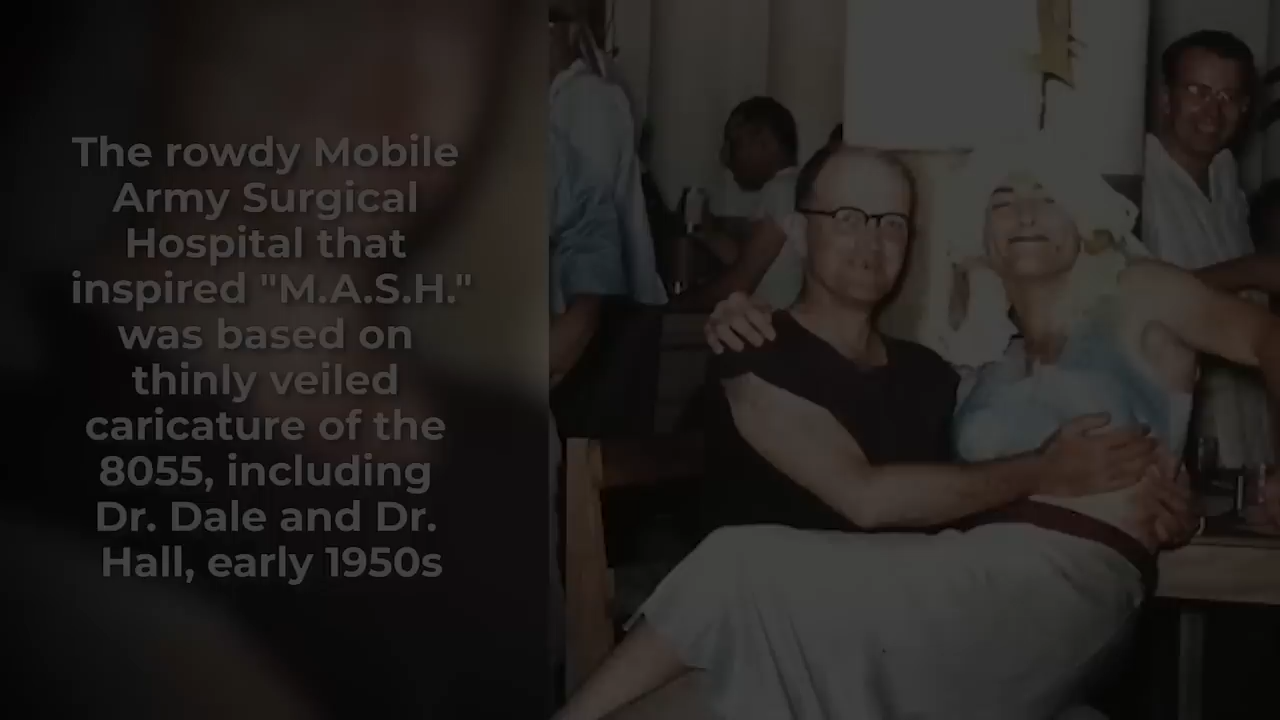 The rowdy Mobile
Army Surgical
Hospital that
inspired "M.A.S.H."
was based on
thinly veiled
caricature of the
8055, including
Dr. Dale and Dr.
Hall, early 1950s